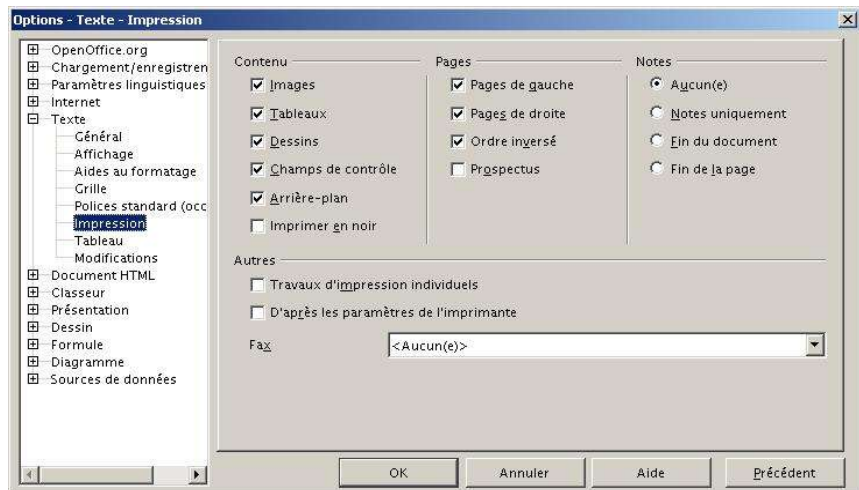 Options - Texte - Impression
OpenOffice.org
Chargement/enregistren
Paramètres linguistiques
Internet
Texte
Général
Affichage
Aides au formatage
Grille
Polices standard (occ
Impression
Tableau
Modifications
Document HTML
Classeur
Présentation
Dessin
Formule
Diagramme
Sources de données
Contenu
Images
Tableaux
Dessins
Champs de contrôle
Arrière-plan
Imprimer en noir
Pages
Pages de gauche
Pages de droite
Ordre inversé
Prospectus
Notes
Aucun(e)
Notes uniquement
Fin du document
Fin de la page
Autres
Travaux d'impression individuels
D'après les paramètres de l'imprimante
Fax
<Aucun(e)>
OK
Annuler
Aide
Précédent